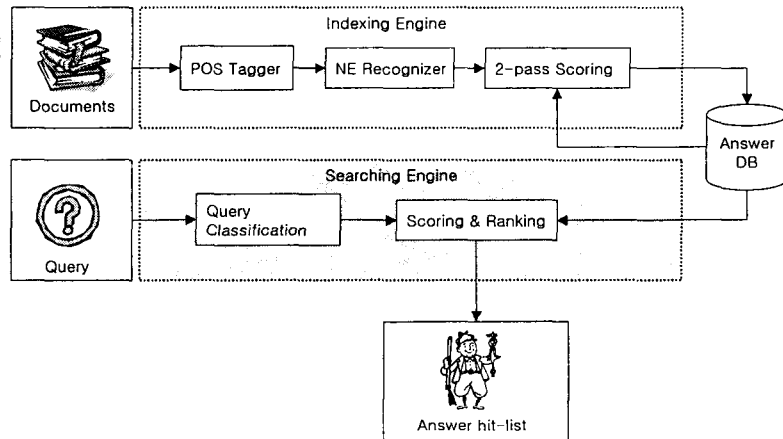 Indexing Engine
Documents
POS Tagger
NE Recognizer
2-pass Scoring
Answer
DB
Searching Engine
?
Query
Query
Classification
Scoring & Ranking
Answer hit-list